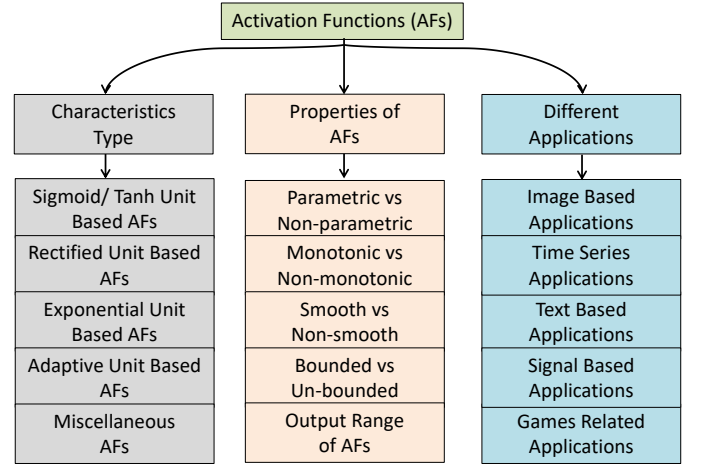 Activation Functions (AFs)
Characteristics
Type
Sigmoid/ Tanh Unit
Based AFs
Rectified Unit Based
AFs
Exponential Unit
Based AFs
Adaptive Unit Based
AFs
Miscellaneous
AFs
Properties of
AFs
Parametric vs
Non-parametric
Monotonic vs
Non-monotonic
Smooth vs
Non-smooth
Bounded vs
Un-bounded
Output Range
of AFs
Different
Applications
Image Based
Applications
Time Series
Applications
Text Based
Applications
Signal Based
Applications
Games Related
Applications